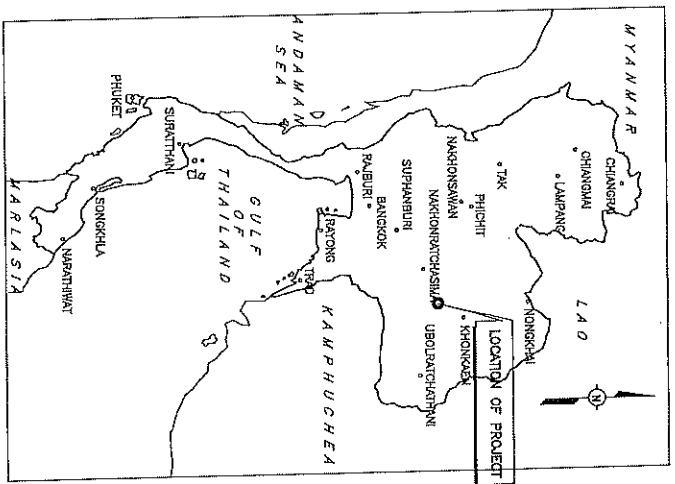 MYANMAR
CHIANGRAI
CHIANGMAI
LAMPANG
LAO
N
TAK
NONGKHAI
PHICHIT
NAKHONSAWAN
KHONKAEN
LOCATION OF PROJECT
NAKHONRATCHASIMA
SUPHANBURI
UBOLRATCHATHANI
BANGKOK
RAJBURI
ANDAMAN
SEA
RAYONG
TRAD
KAMPHUCHEA
GULF
OF
THAILAND
SURATTHANI
PHUKET
SONGKHLA
NARATHIWAT
MARLASIA